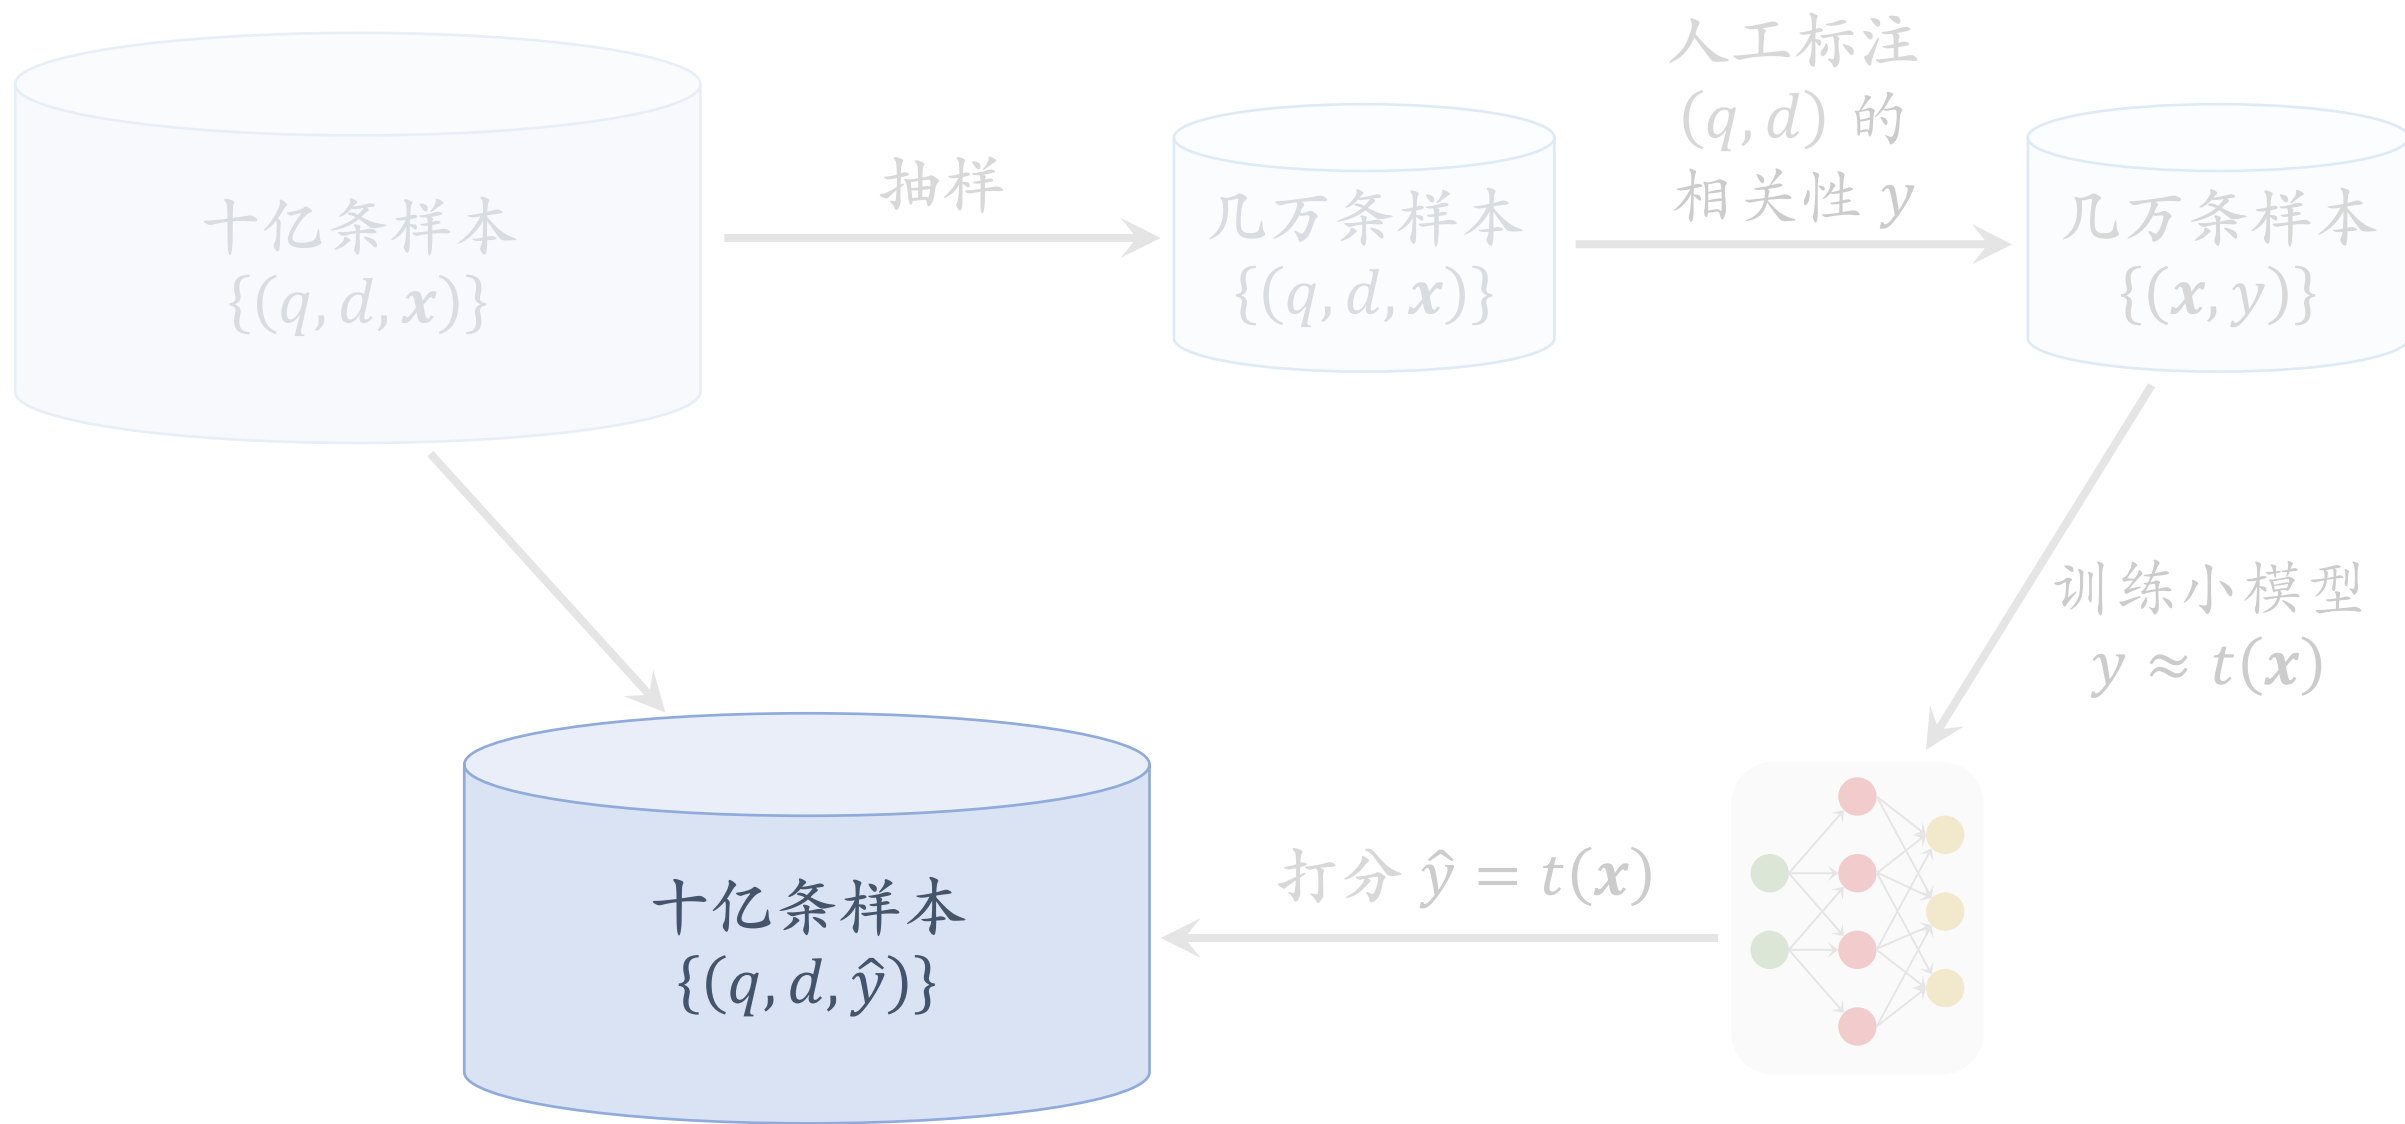 十亿条样本
{(q, d, x)}
抽样
几万条样本
{(q, d, x)}
人工标注
(q, d) 的
相关性 y
几万条样本
{(x, y)}
训练小模型
y ≈ t(x)
打分 ŷ = t(x)
十亿条样本
{(q, d, ŷ)}